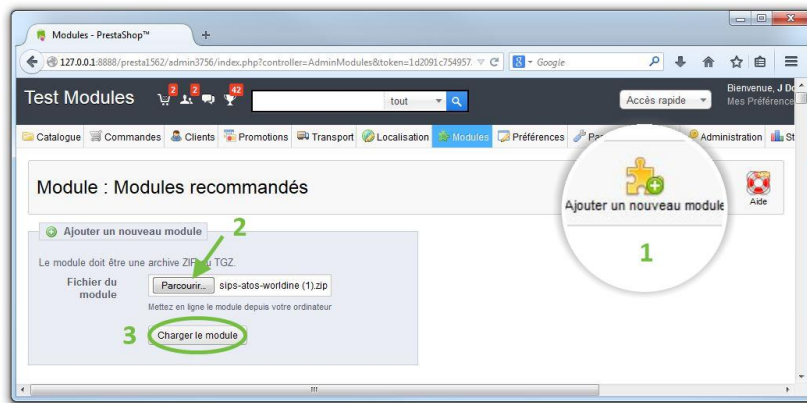 Modules - PrestaShop™
127.0.0.1:8888/presta1562/admin3756/index.php?controller=AdminModules&token=1d2091c754957.
Google
Test Modules
2
2
42
tout
Accès rapide
Bienvenue, J Do
Mes Préférence
Catalogue Commandes Clients Promotions Transport Localisation Modules Préférences Pa Administration St
Module : Modules recommandés
Ajouter un nouveau module
Aide
1
Ajouter un nouveau module
2
Le module doit être une archive ZIP ou TGZ.
Fichier du module
Parcourir... sips-atos-worldine (1).zip
Mettez en ligne le module depuis votre ordinateur
3
Charger le module